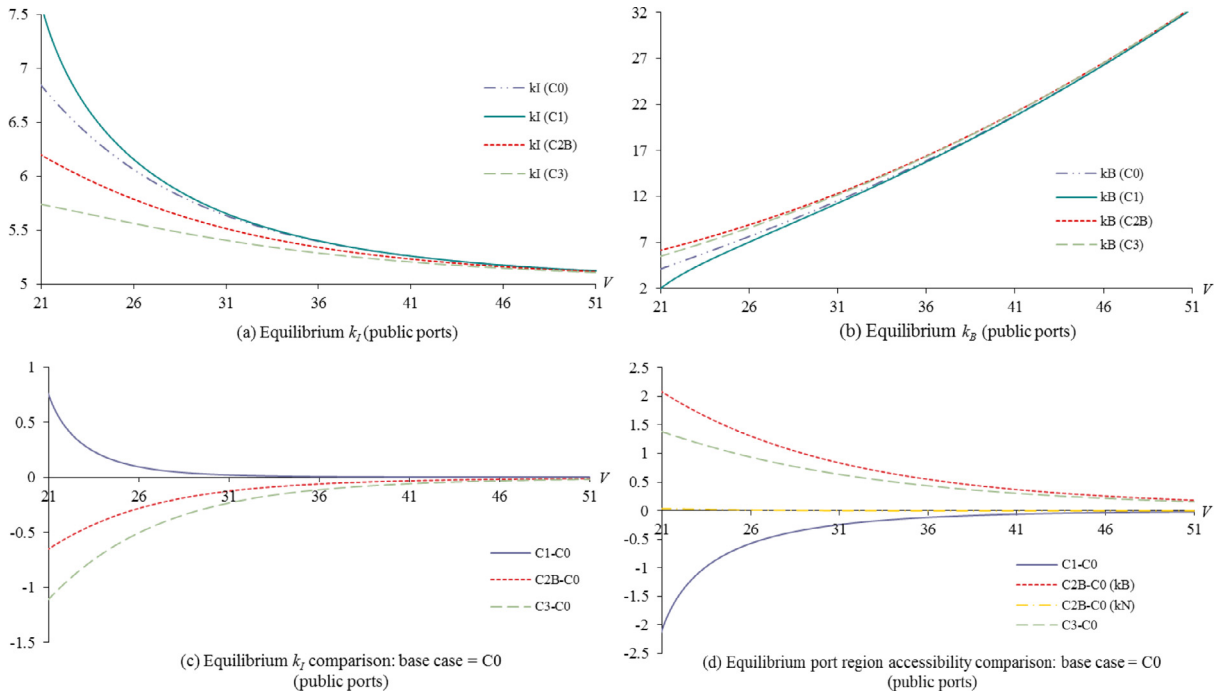 7.5
7
6.5
6
5.5
5
21
26
31
36
41
46
51
V
kI (C0)
kI (C1)
kI (C2B)
kI (C3)
(a) Equilibrium kI (public ports)
32
27
22
17
12
7
2
21
26
31
36
41
46
51
V
kB (C0)
kB (C1)
kB (C2B)
kB (C3)
(b) Equilibrium kB (public ports)
1
0.5
0
-0.5
-1
-1.5
21
26
31
36
41
46
51
V
C1-C0
C2B-C0
C3-C0
(c) Equilibrium kI comparison: base case = C0
(public ports)
2.5
2
1.5
1
0.5
0
-0.5
-1
-1.5
-2
-2.5
21
26
31
36
41
46
51
V
C1-C0
C2B-C0 (kB)
C2B-C0 (kN)
C3-C0
(d) Equilibrium port region accessibility comparison: base case = C0
(public ports)